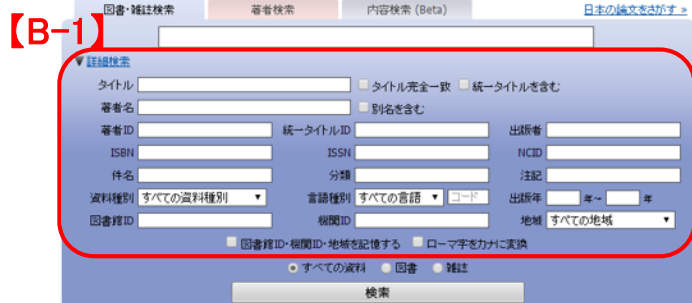 図書・雑誌検索 著者検索 内容検索 (Beta) 日本の論文をさがす »
【B-1】
▼詳細検索
タイトル タイトル完全一致 統一タイトルを含む
著者名 別名を含む
著者ID 統一タイトルID 出版者
ISBN ISSN NCID
件名 分類 注記
資料種別 すべての資料種別 ▼ 言語種別 すべての言語 ▼ コード 出版年 年~ 年
図書館ID 機関ID 地域 すべての地域 ▼
図書館ID・機関ID・地域を記憶する ローマ字をカナに変換
すべての資料 図書 雑誌
検索